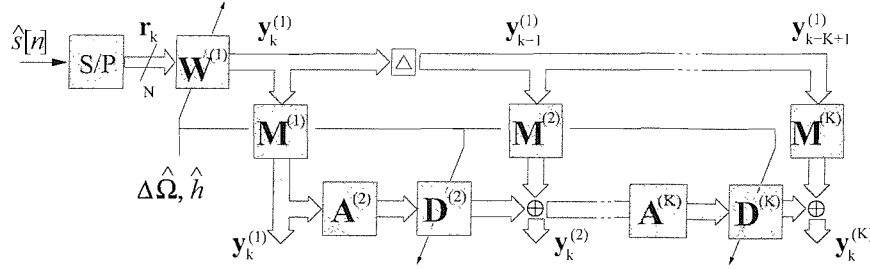 ŝ[n] r_k y_k^(1) y_{k-1}^(1) y_{k-K+1}^(1)
S/P N W^(1) △
M^(1) M^(2) M^(K)
ΔΩ̂, ĥ
A^(2) D^(2) ⊕ A^(K) D^(K) ⊕
y_k^(1) y_k^(2) y_k^(K)